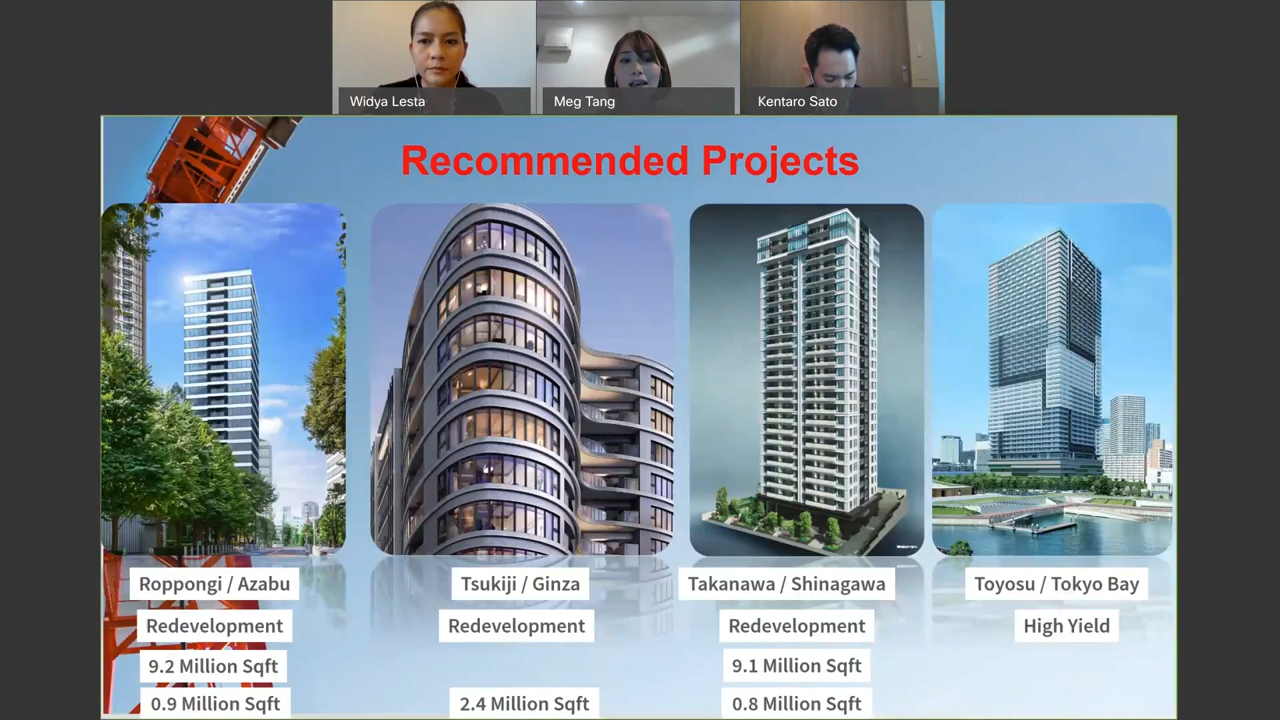 Widya Lesta
Meg Tang
Kentaro Sato
Recommended Projects
Roppongi / Azabu
Redevelopment
9.2 Million Sqft
0.9 Million Sqft
Tsukiji / Ginza
Redevelopment
2.4 Million Sqft
Takanawa / Shinagawa
Redevelopment
9.1 Million Sqft
0.8 Million Sqft
Toyosu / Tokyo Bay
High Yield